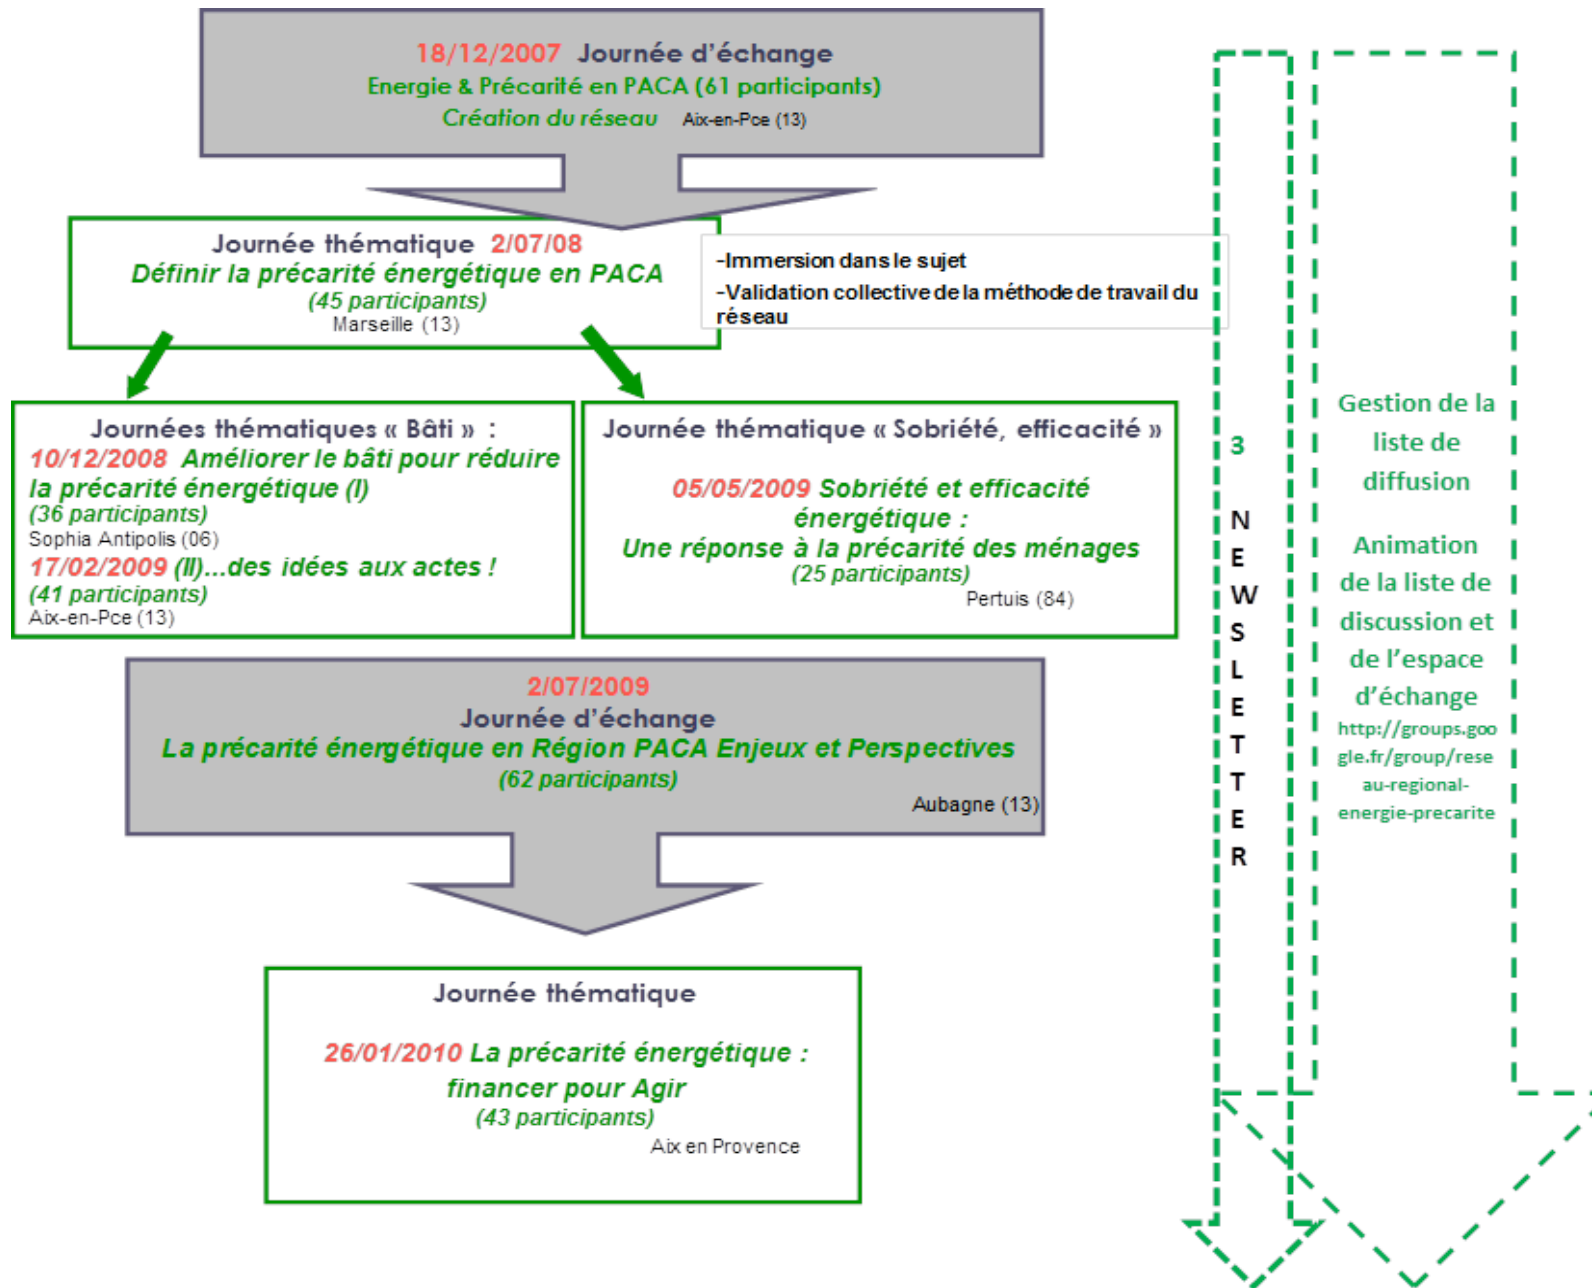 18/12/2007 Journée d'échange
Energie & Précarité en PACA (61 participants)
Création du réseau Aix-en-Pce (13)
Journée thématique 2/07/08
Définir la précarité énergétique en PACA
(45 participants)
Marseille (13)
-Immersion dans le sujet
-Validation collective de la méthode de travail du
réseau
Journées thématiques « Bâti » :
10/12/2008 Améliorer le bâti pour réduire
la précarité énergétique (I)
(36 participants)
Sophia Antipolis (06)
17/02/2009 (II)...des idées aux actes !
(41 participants)
Aix-en-Pce (13)
Journée thématique « Sobriété, efficacité »
05/05/2009 Sobriété et efficacité
énergétique :
Une réponse à la précarité des ménages
(25 participants)
Pertuis (84)
2/07/2009
Journée d'échange
La précarité énergétique en Région PACA Enjeux et Perspectives
(62 participants)
Aubagne (13)
Journée thématique
26/01/2010 La précarité énergétique :
financer pour Agir
(43 participants)
Aix en Provence
3
N
E
W
S
L
E
T
T
E
R
Gestion de la
liste de
diffusion
Animation
de la liste de
discussion et
de l'espace
d'échange
http://groups.goo
gle.fr/group/rese
au-regional-
energie-precarite